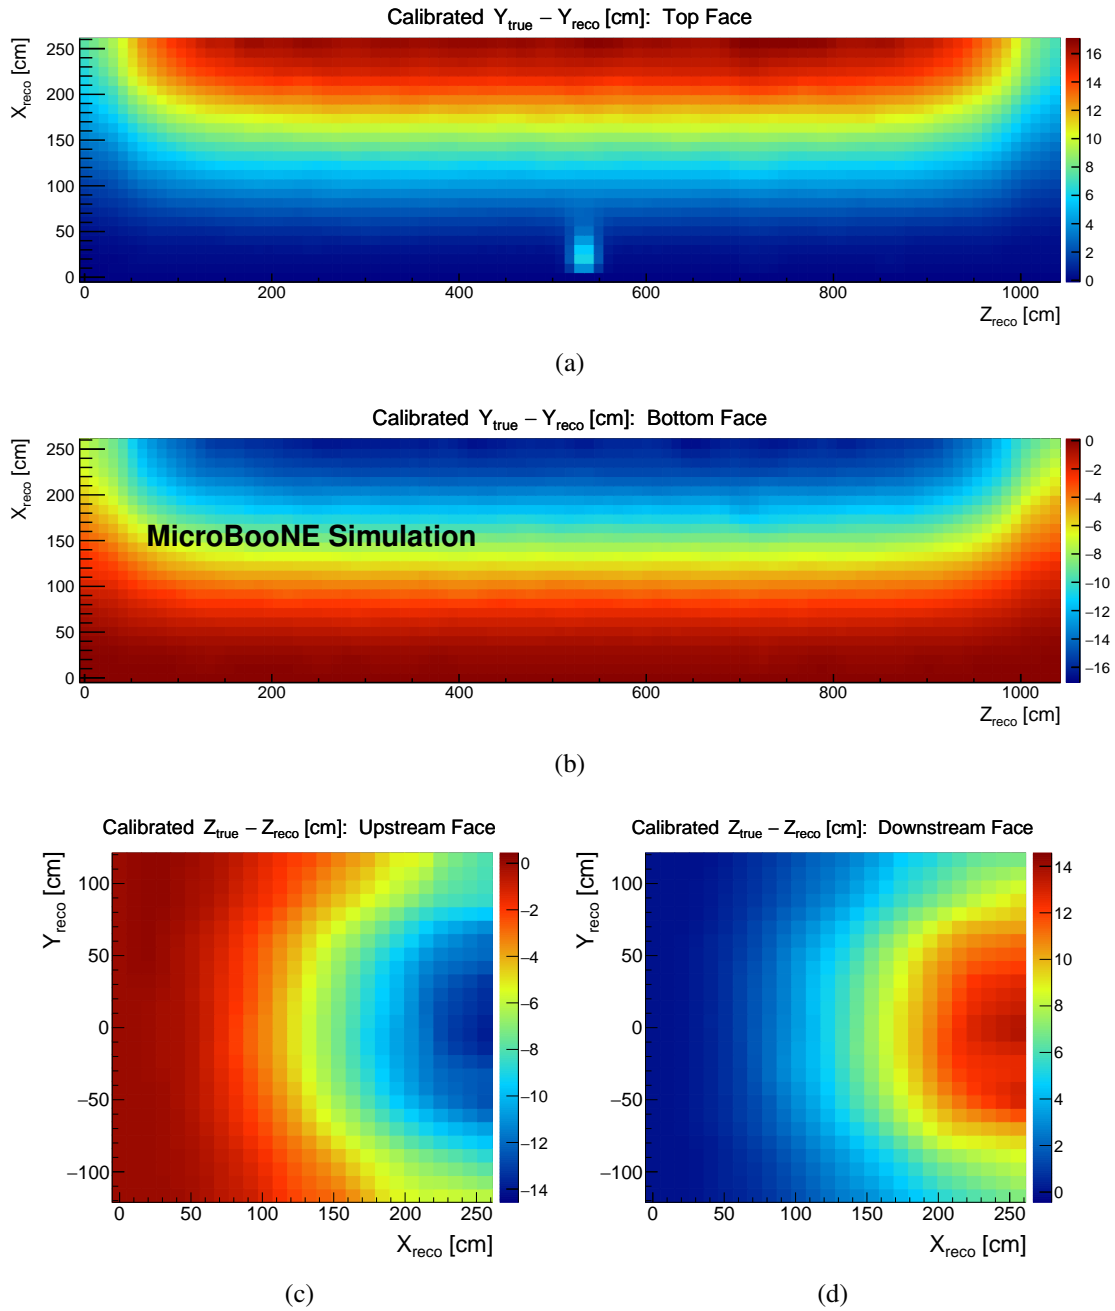 Calibrated Y_true − Y_reco [cm]: Top Face
X_reco [cm]
250
200
150
100
50
0
0 200 400 600 800 1000
Z_reco [cm]
16
14
12
10
8
6
4
2
0
(a)
Calibrated Y_true − Y_reco [cm]: Bottom Face
X_reco [cm]
250
200
150
100
50
0
MicroBooNE Simulation
0 200 400 600 800 1000
Z_reco [cm]
0
−2
−4
−6
−8
−10
−12
−14
−16
(b)
Calibrated Z_true − Z_reco [cm]: Upstream Face
Y_reco [cm]
100
50
0
−50
−100
0 50 100 150 200 250
X_reco [cm]
0
−2
−4
−6
−8
−10
−12
−14
(c)
Calibrated Z_true − Z_reco [cm]: Downstream Face
Y_reco [cm]
100
50
0
−50
−100
0 50 100 150 200 250
X_reco [cm]
14
12
10
8
6
4
2
0
(d)